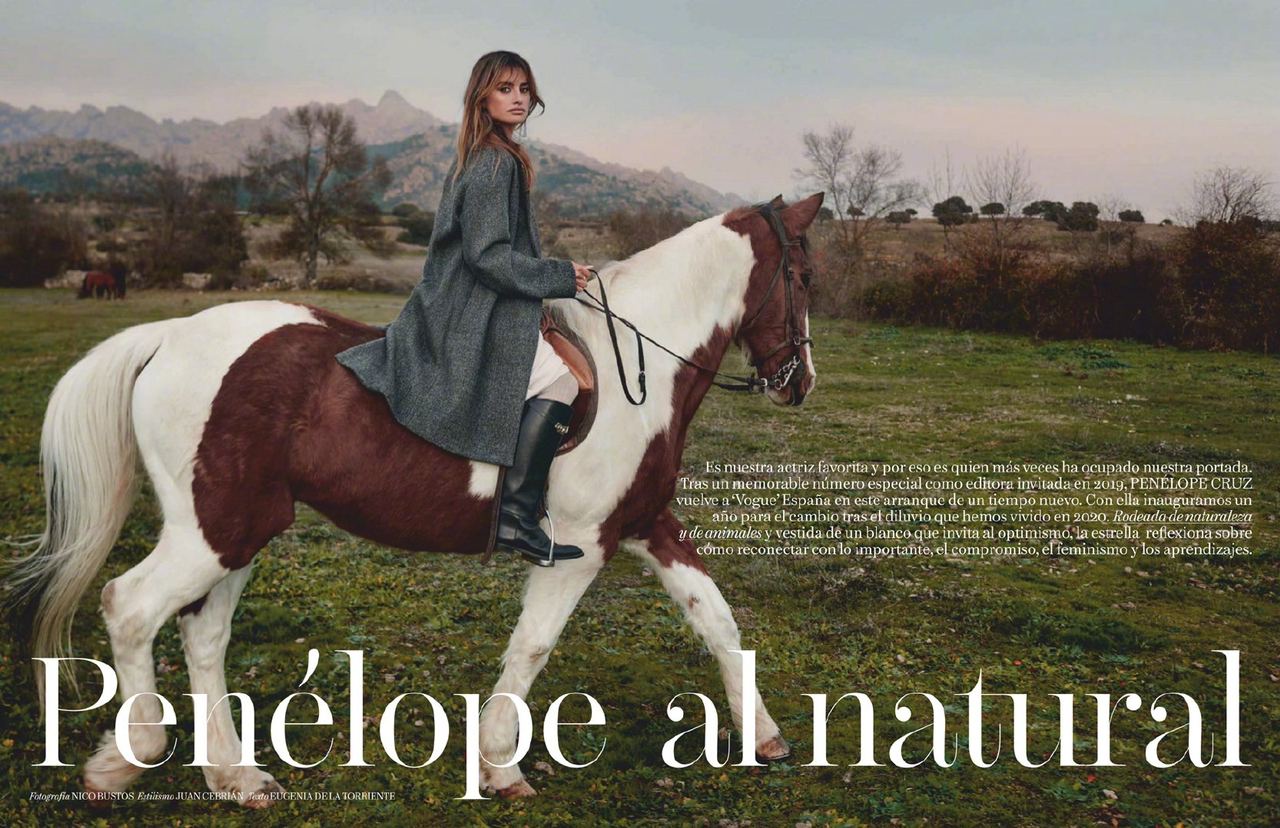 Es nuestra actriz favorita y por eso es quien más veces ha ocupado nuestra portada.
Tras un memorable número especial como editora invitada en 2019, PENÉLOPE CRUZ
vuelve a ‘Vogue’ España en este arranque de un tiempo nuevo. Con ella inauguramos un
año para el cambio tras el diluvio que hemos vivido en 2020. Rodeada de naturaleza
y de animales y vestida de un blanco que invita al optimismo, la estrella reflexiona sobre
cómo reconectar con lo importante, el compromiso, el feminismo y los aprendizajes.
Penélope al natural
Fotografía NICO BUSTOS Estilismo JUAN CEBRIÁN Texto EUGENIA DE LA TORRIENTE